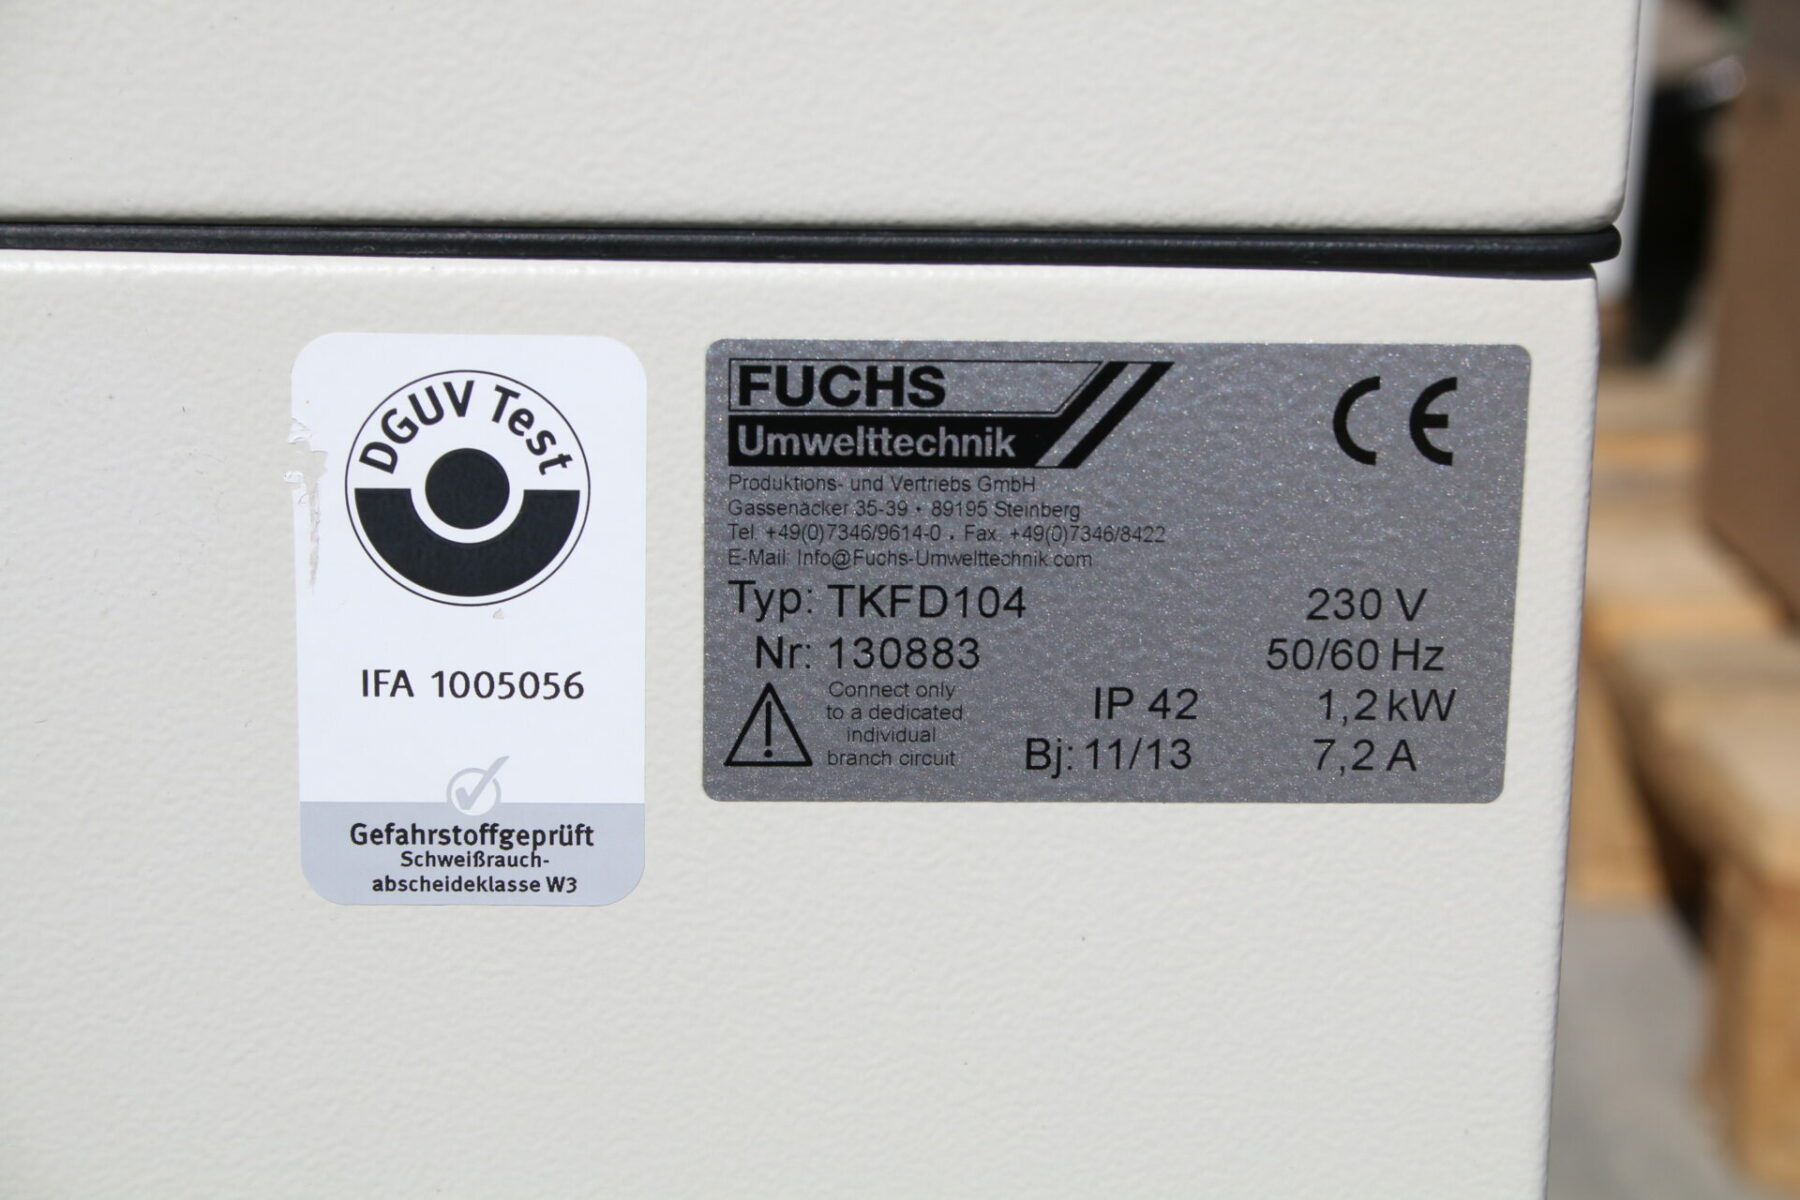 DGUV Test
IFA 1005056
Gefahrstoffgeprüft
Schweißrauch-
abscheideklasse W3
FUCHS
Umwelttechnik
CE
Produktions- und Vertriebs GmbH
Gassenäcker 35-39 • 89195 Steinberg
Tel. +49(0)7346/9614-0 . Fax. +49(0)7346/8422
E-Mail: Info@Fuchs-Umwelttechnik.com
Typ: TKFD104 230 V
Nr: 130883 50/60 Hz
Connect only
to a dedicated
individual
branch circuit
IP 42 1,2 kW
Bj: 11/13 7,2 A